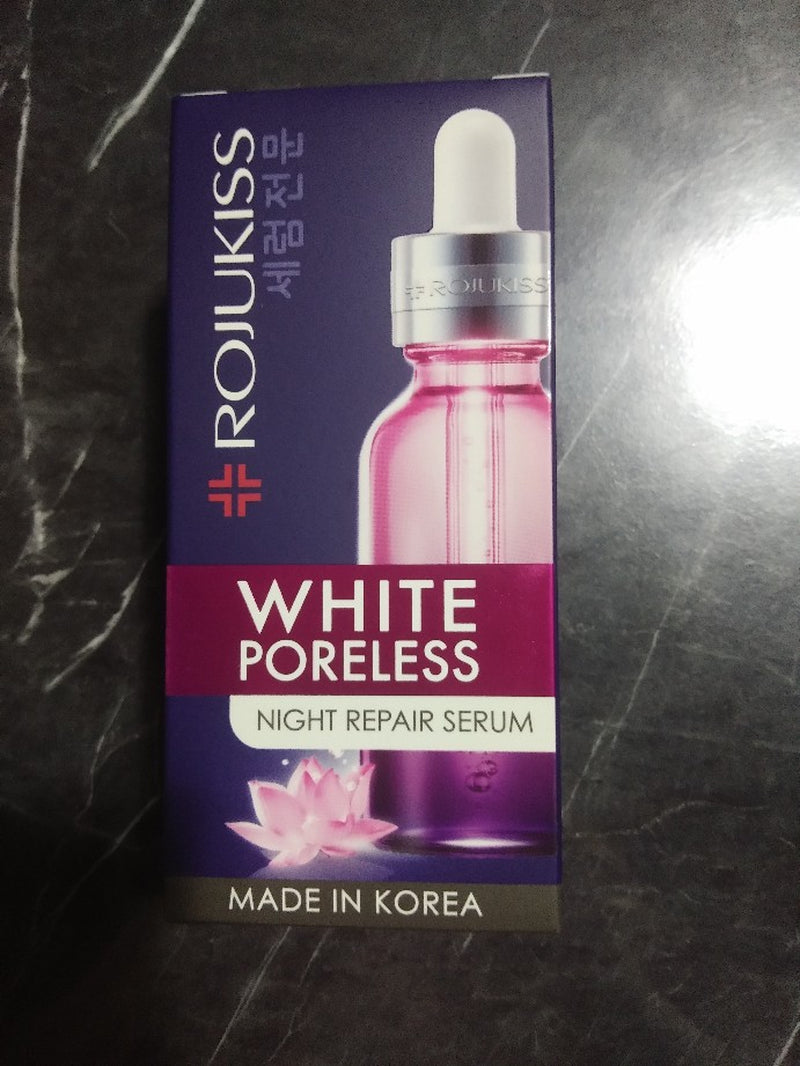 ROJUKISS
세럼전문
ROJUKISS
WHITE
PORELESS
NIGHT REPAIR SERUM
MADE IN KOREA